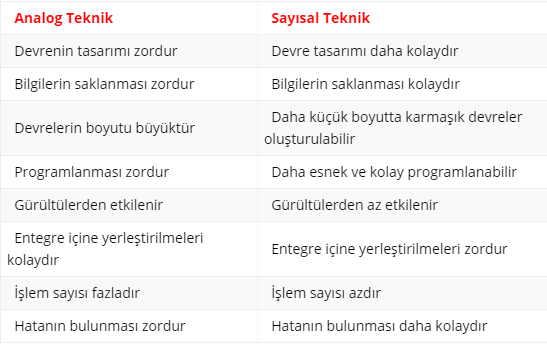 Analog Teknik Sayısal Teknik
Devrenin tasarımı zordur Devre tasarımı daha kolaydır
Bilgilerin saklanması zordur Bilgilerin saklanması kolaydır
Devrelerin boyutu büyüktür Daha küçük boyutta karmaşık devreler
oluşturulabilir
Programlanması zordur Daha esnek ve kolay programlanabilir
Gürültülerden etkilenir Gürültülerden az etkilenir
Entegre içine yerleştirilmeleri
kolaydır Entegre içine yerleştirilmeleri zordur
İşlem sayısı fazladır İşlem sayısı azdır
Hatanın bulunması zordur Hatanın bulunması daha kolaydır